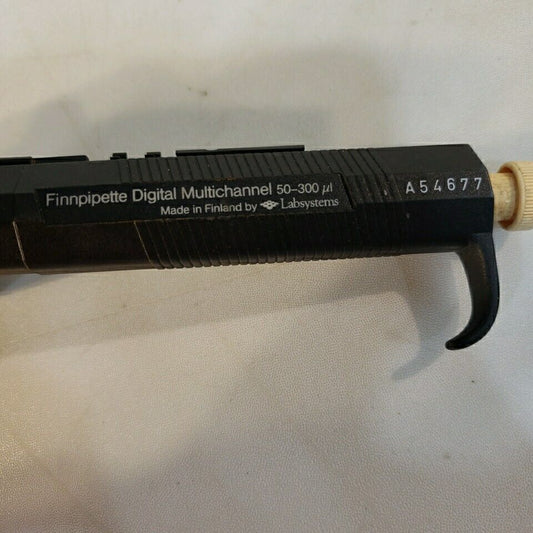 Finnpipette Digital Multichannel 50–300 µl
Made in Finland by Labsystems
A54677